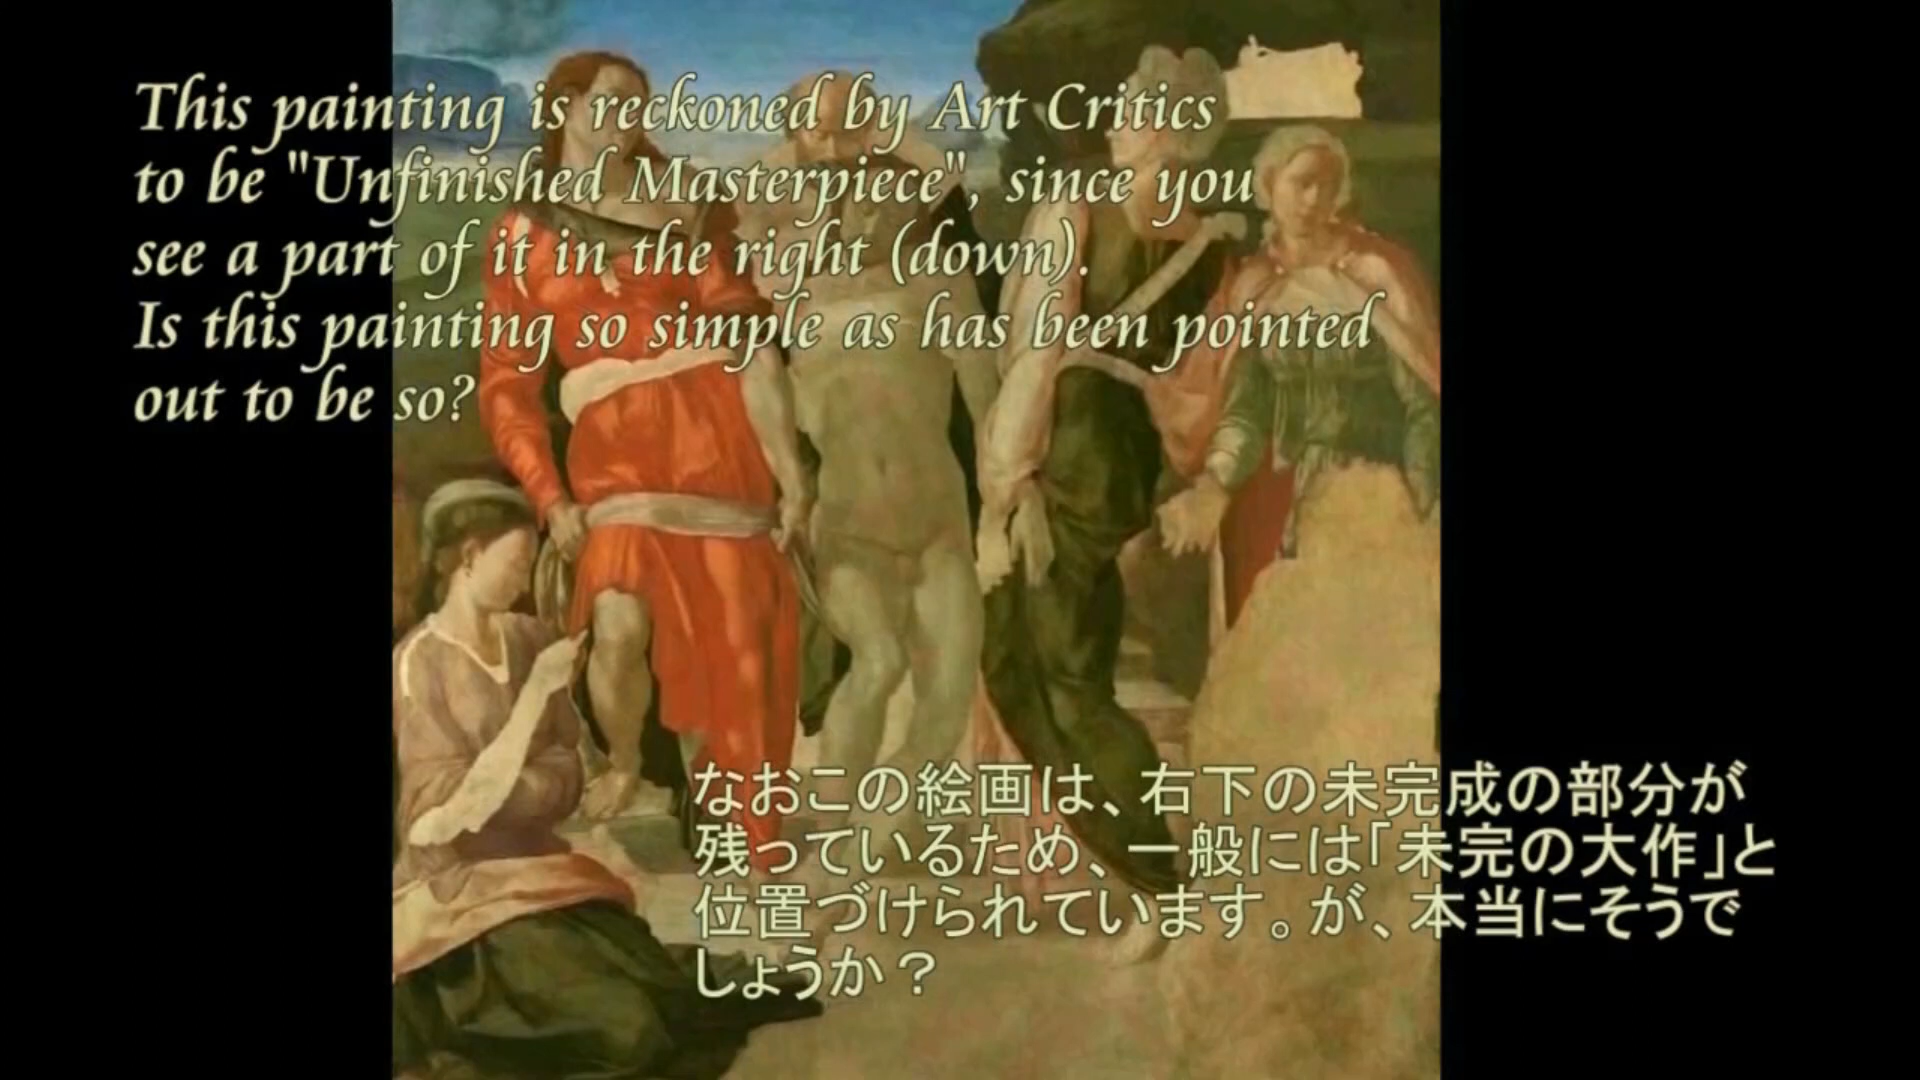 This painting is reckoned by Art Critics
to be "Unfinished Masterpiece", since you
see a part of it in the right (down).
Is this painting so simple as has been pointed
out to be so?
なおこの絵画は、右下の未完成の部分が
残っているため、一般には「未完の大作」と
位置づけられています。が、本当にそうで
しょうか？